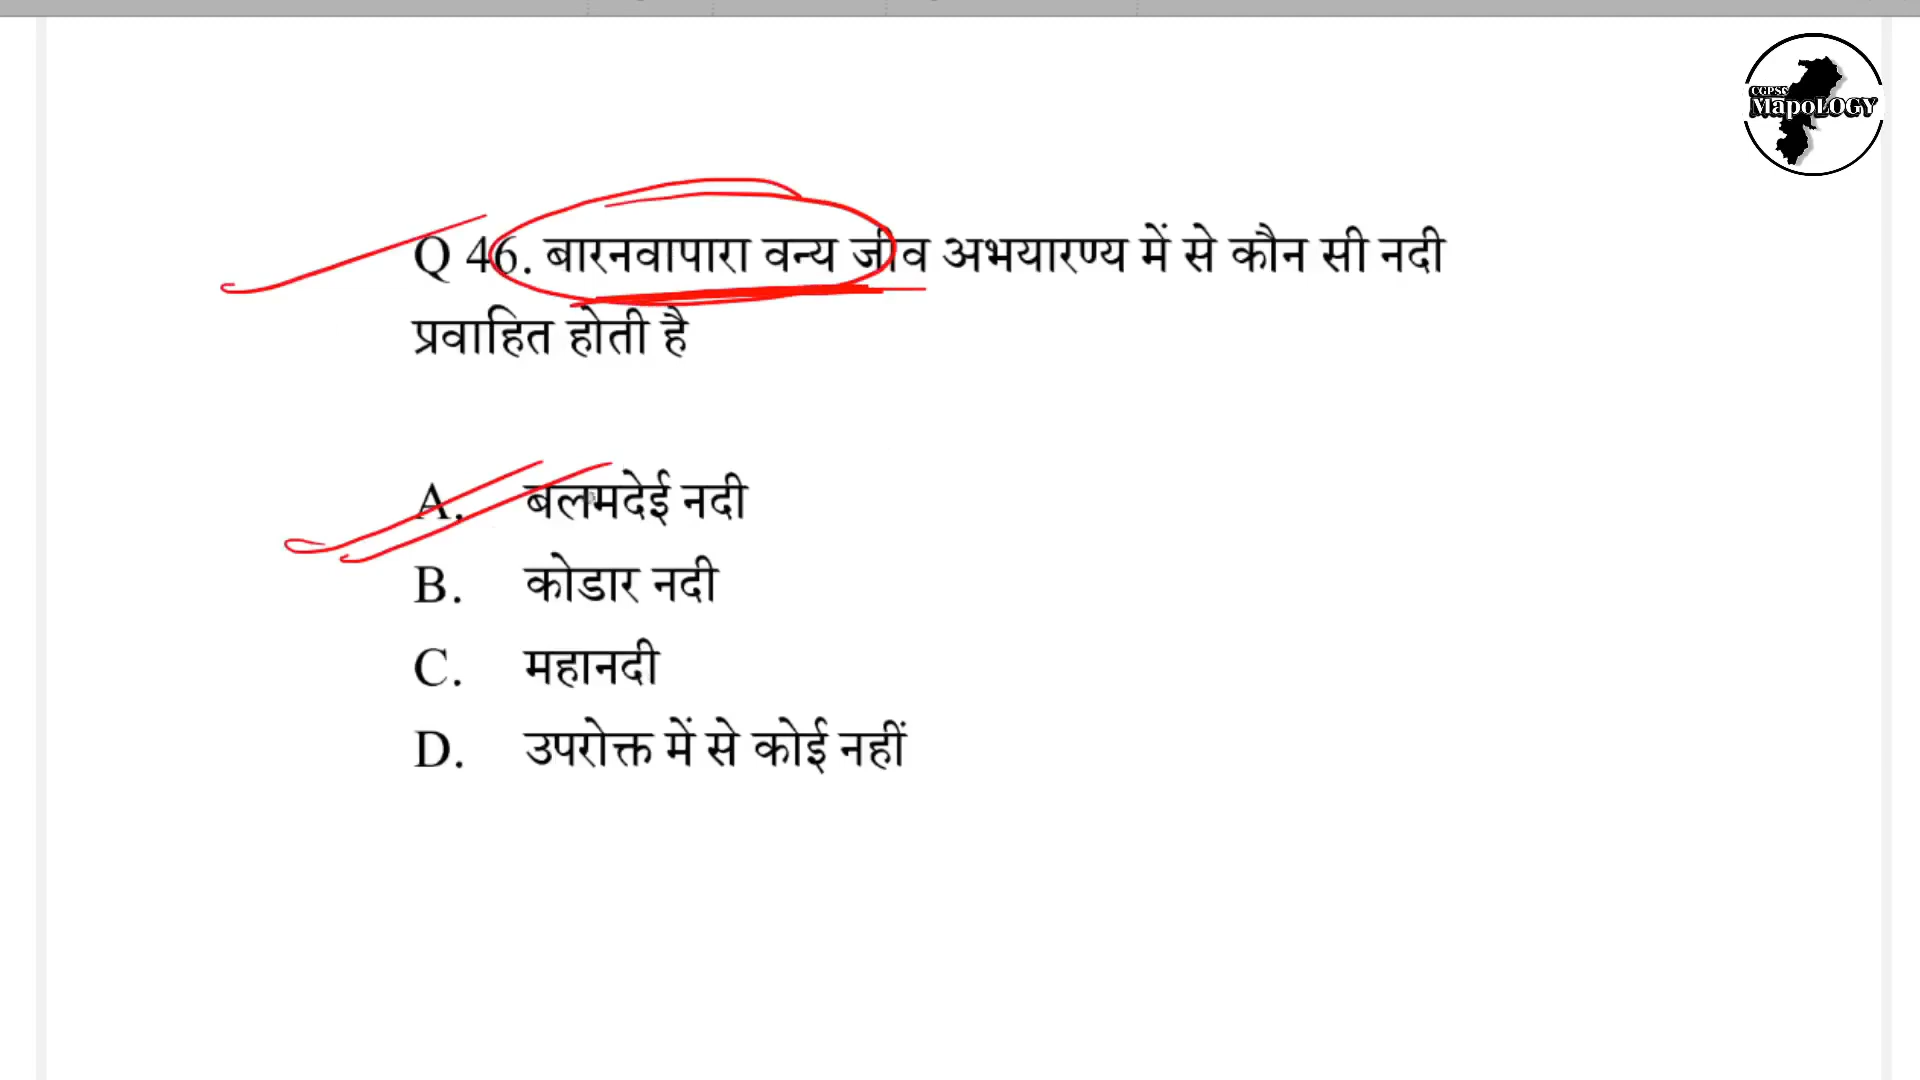 CGPSC
MapoLOGY
Q 46. बारनवापारा वन्य जीव अभयारण्य में से कौन सी नदी
प्रवाहित होती है
A. बलमदेई नदी
B. कोडार नदी
C. महानदी
D. उपरोक्त में से कोई नहीं